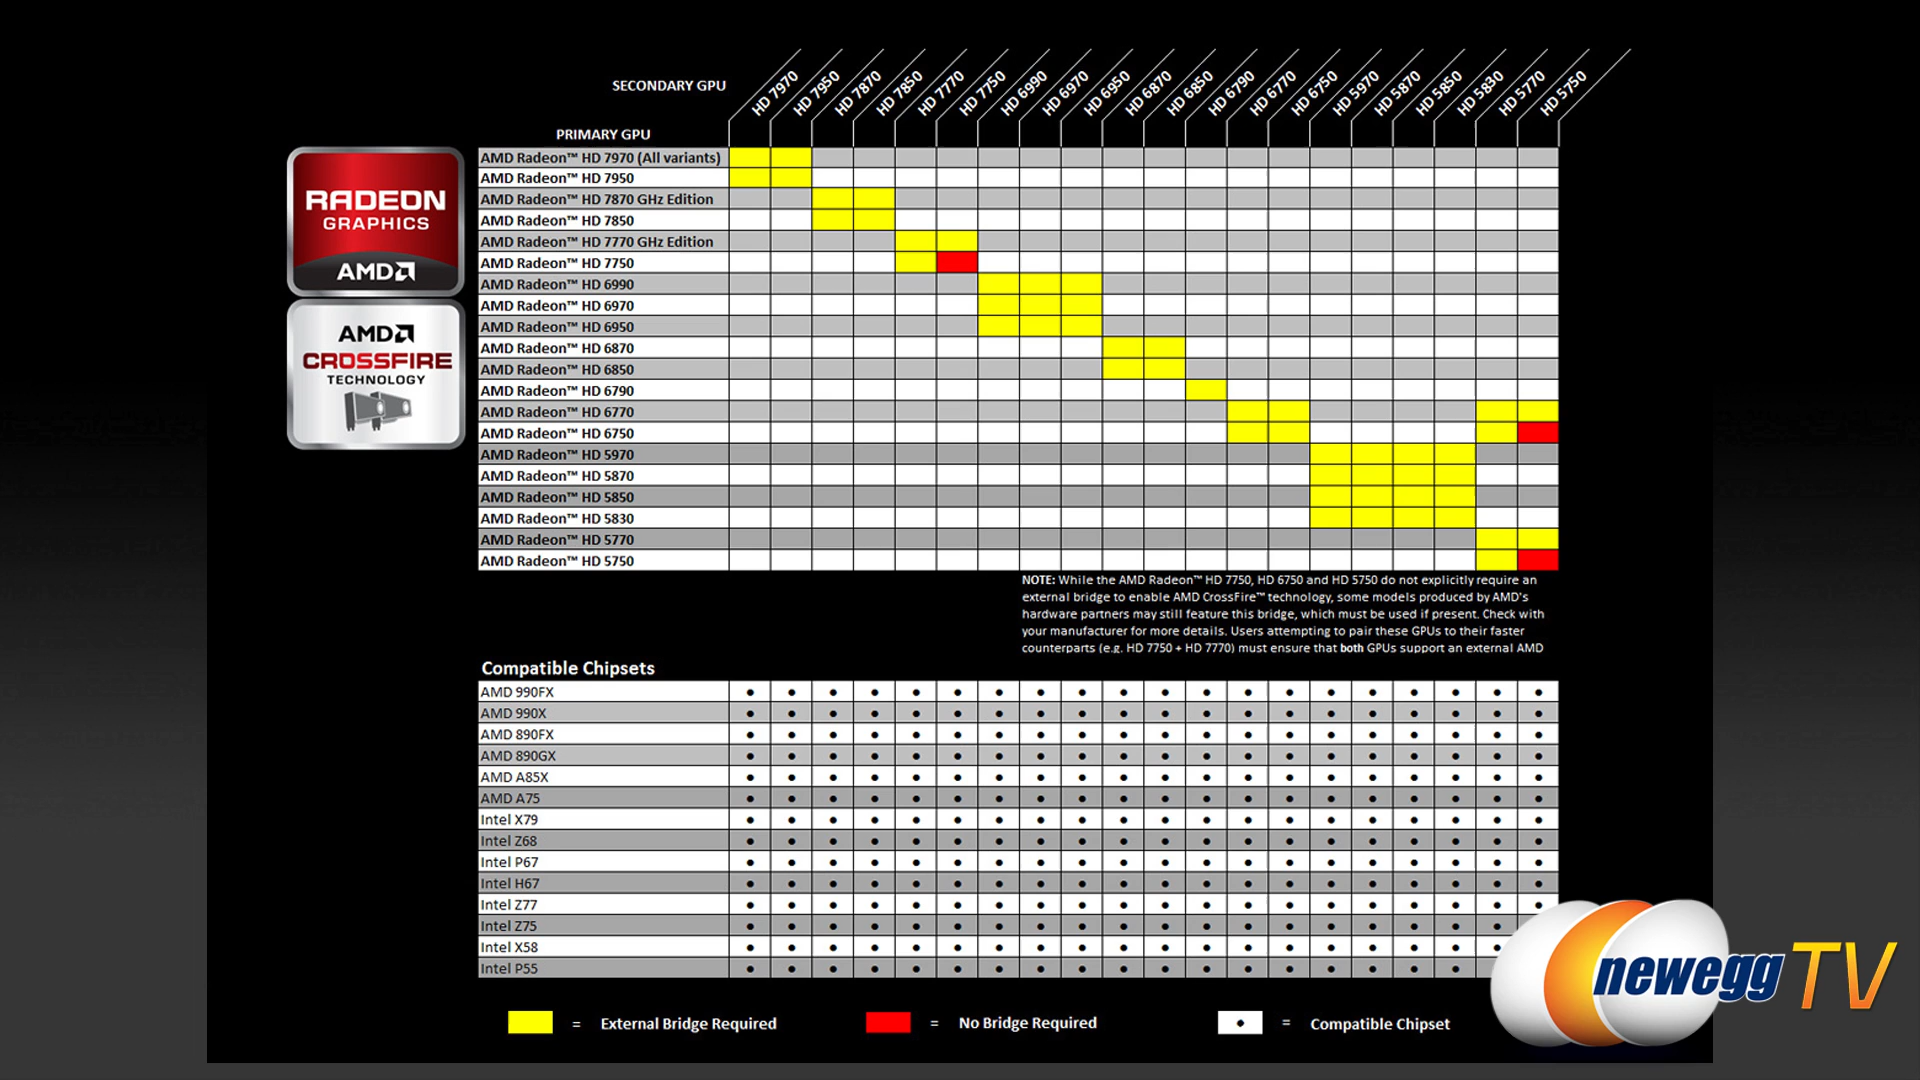 SECONDARY GPU
HD 7970 HD 7950 HD 7870 HD 7850 HD 7770 HD 7750 HD 6990 HD 6970 HD 6950 HD 6870 HD 6850 HD 6790 HD 6770 HD 6750 HD 5970 HD 5870 HD 5850 HD 5830 HD 5770 HD 5750
PRIMARY GPU
RADEON
GRAPHICS
AMD
AMD
CROSSFIRE
TECHNOLOGY
AMD Radeon™ HD 7970 (All variants)
AMD Radeon™ HD 7950
AMD Radeon™ HD 7870 GHz Edition
AMD Radeon™ HD 7850
AMD Radeon™ HD 7770 GHz Edition
AMD Radeon™ HD 7750
AMD Radeon™ HD 6990
AMD Radeon™ HD 6970
AMD Radeon™ HD 6950
AMD Radeon™ HD 6870
AMD Radeon™ HD 6850
AMD Radeon™ HD 6790
AMD Radeon™ HD 6770
AMD Radeon™ HD 6750
AMD Radeon™ HD 5970
AMD Radeon™ HD 5870
AMD Radeon™ HD 5850
AMD Radeon™ HD 5830
AMD Radeon™ HD 5770
AMD Radeon™ HD 5750
NOTE: While the AMD Radeon™ HD 7750, HD 6750 and HD 5750 do not explicitly require an
external bridge to enable AMD CrossFire™ technology, some models produced by AMD's
hardware partners may still feature this bridge, which must be used if present. Check with
your manufacturer for more details. Users attempting to pair these GPUs to their faster
counterparts (e.g. HD 7750 + HD 7770) must ensure that both GPUs support an external AMD
Compatible Chipsets
AMD 990FX
AMD 990X
AMD 890FX
AMD 890GX
AMD A85X
AMD A75
Intel X79
Intel Z68
Intel P67
Intel H67
Intel Z77
Intel Z75
Intel X58
Intel P55
= External Bridge Required
= No Bridge Required
• = Compatible Chipset
newegg TV